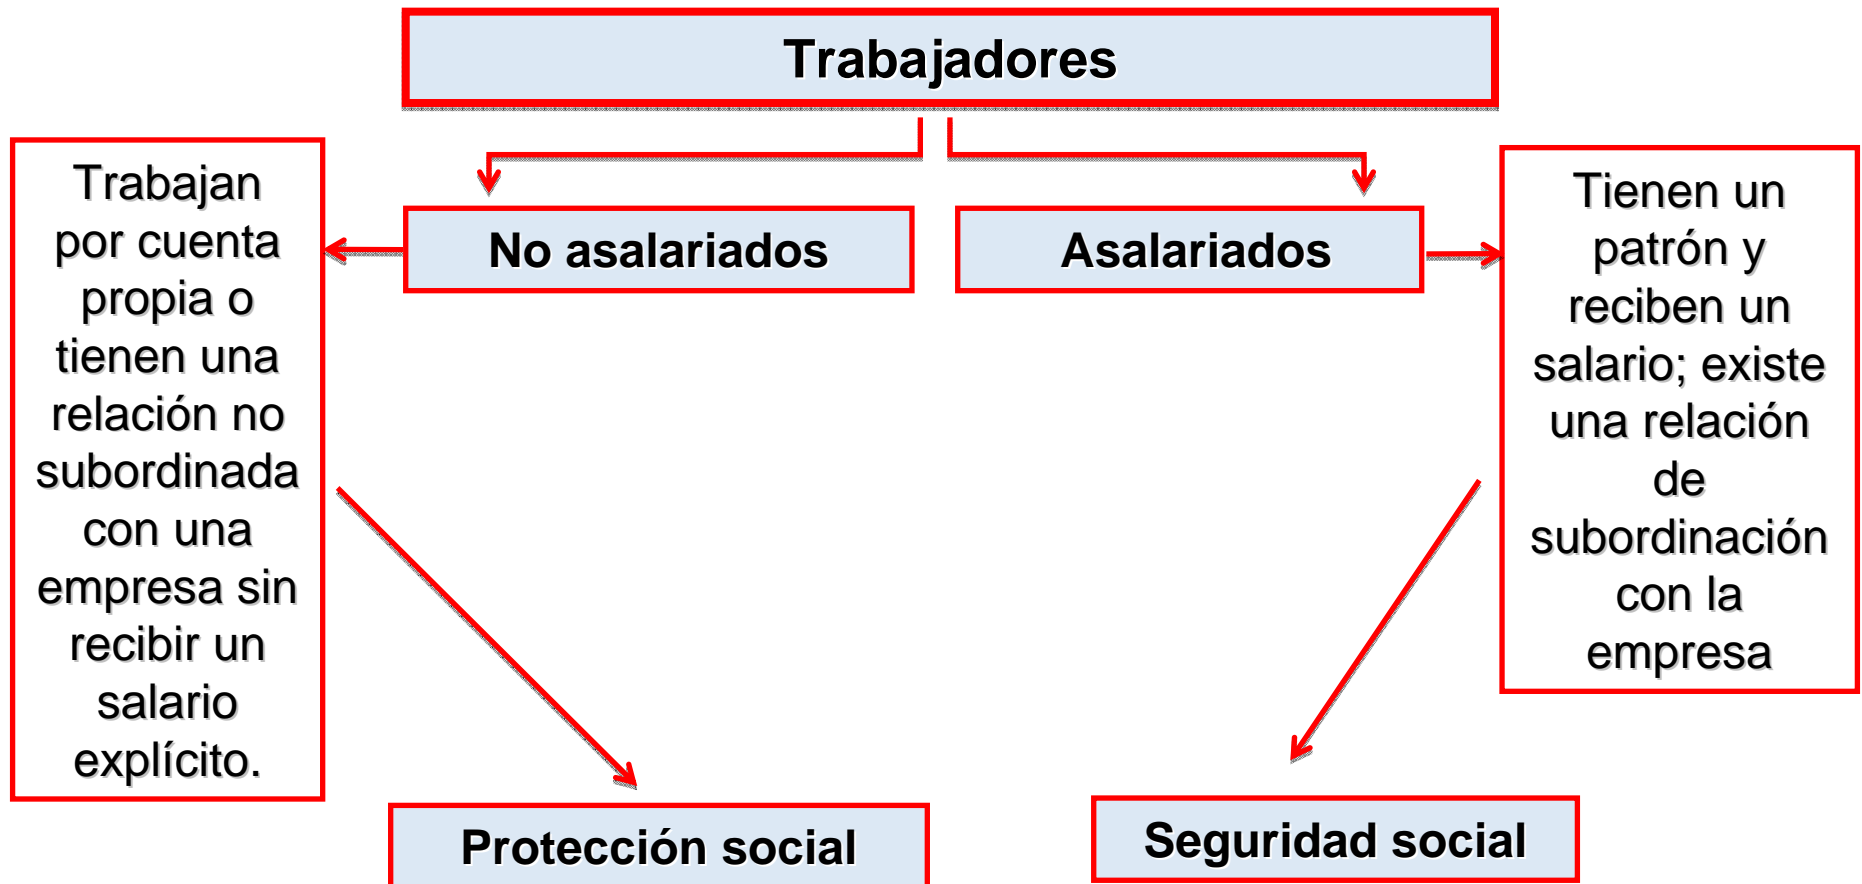 Trabajadores
No asalariados
Asalariados
Trabajan
por cuenta
propia o
tienen una
relación no
subordinada
con una
empresa sin
recibir un
salario
explícito.
Tienen un
patrón y
reciben un
salario; existe
una relación
de
subordinación
con la
empresa
Protección social
Seguridad social